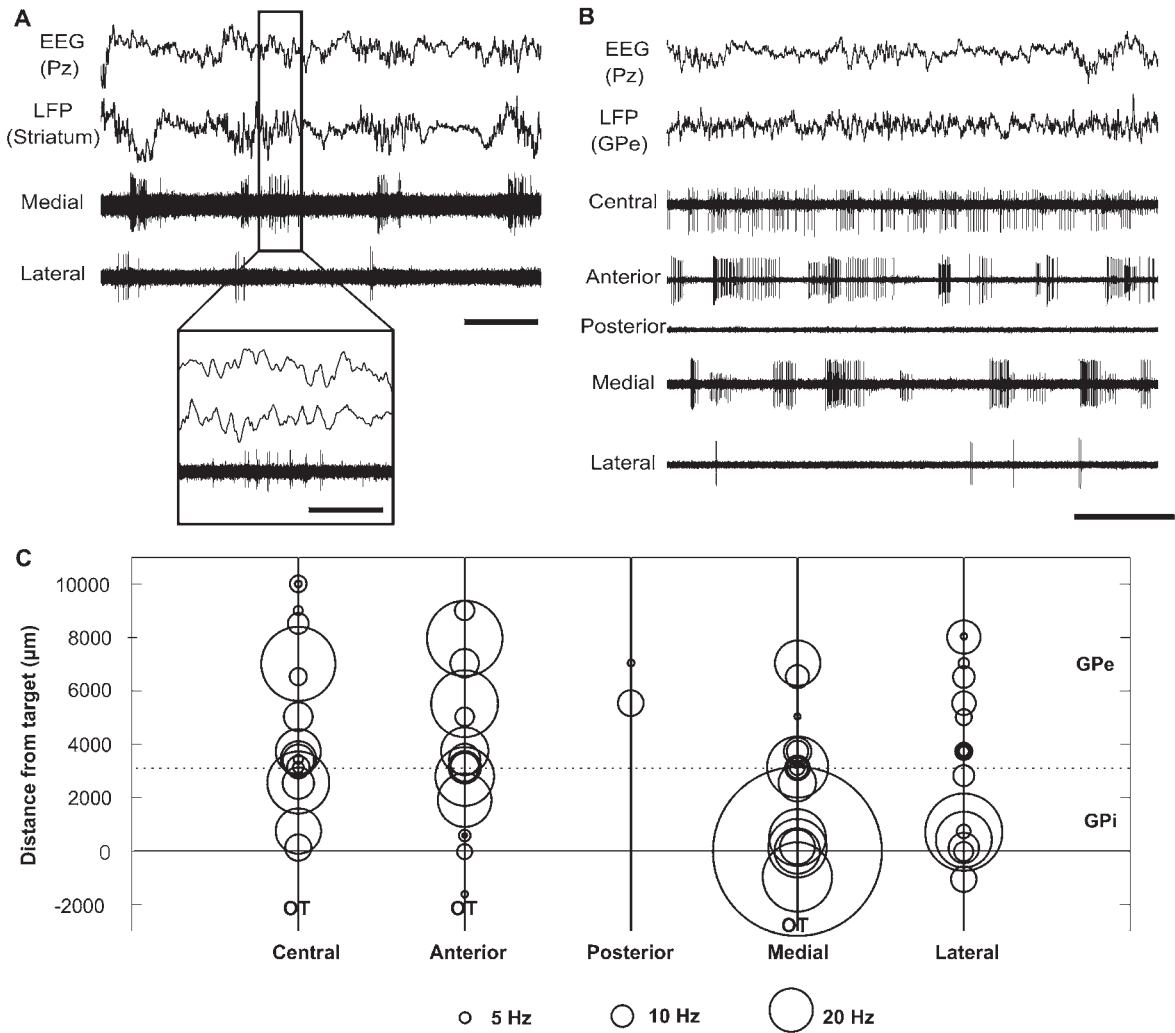 A
EEG
(Pz)
LFP
(Striatum)
Medial
Lateral
B
EEG
(Pz)
LFP
(GPe)
Central
Anterior
Posterior
Medial
Lateral
C
Distance from target (µm)
10000
8000
6000
4000
2000
0
-2000
GPe
GPi
OT
OT
OT
Central
Anterior
Posterior
Medial
Lateral
5 Hz
10 Hz
20 Hz